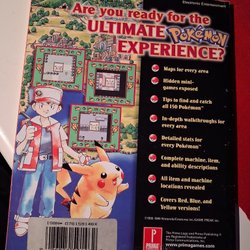 Electronic Entertainment
Are you ready for the
ULTIMATE Pokémon
EXPERIENCE?
Maps for every area
Hidden mini-
games exposed
Tips to find and catch
all 150 Pokémon
In-depth walkthroughs for
every area
Detailed stats for
every Pokémon
Complete machine, item,
and ability descriptions
All item and machine
locations revealed
Covers Red, Blue, and
Yellow versions!
PRIMA
www.primagames.com